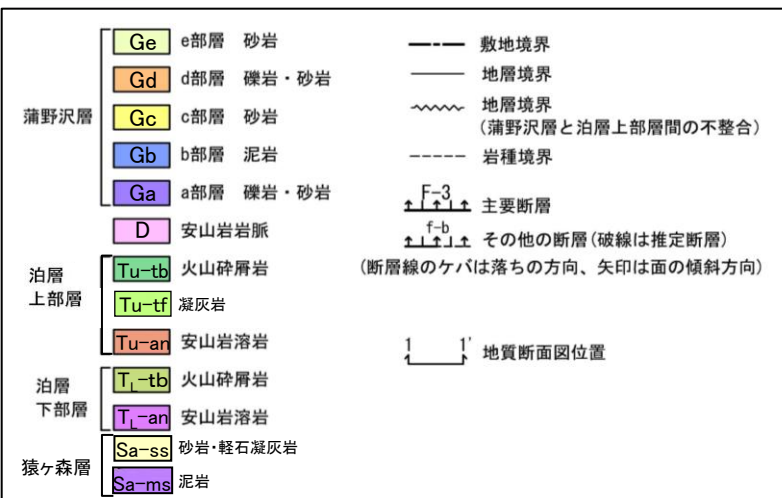 蒲野沢層
Ge e部層 砂岩
Gd d部層 礫岩・砂岩
Gc c部層 砂岩
Gb b部層 泥岩
Ga a部層 礫岩・砂岩
D 安山岩岩脈
泊層
上部層
Tu-tb 火山砕屑岩
Tu-tf 凝灰岩
Tu-an 安山岩溶岩
泊層
下部層
TL-tb 火山砕屑岩
TL-an 安山岩溶岩
猿ヶ森層
Sa-ss 砂岩・軽石凝灰岩
Sa-ms 泥岩
敷地境界
地層境界
地層境界
(蒲野沢層と泊層上部層間の不整合)
岩種境界
F-3 主要断層
f-b その他の断層(破線は推定断層)
(断層線のケバは落ちの方向、矢印は面の傾斜方向)
1 1' 地質断面図位置